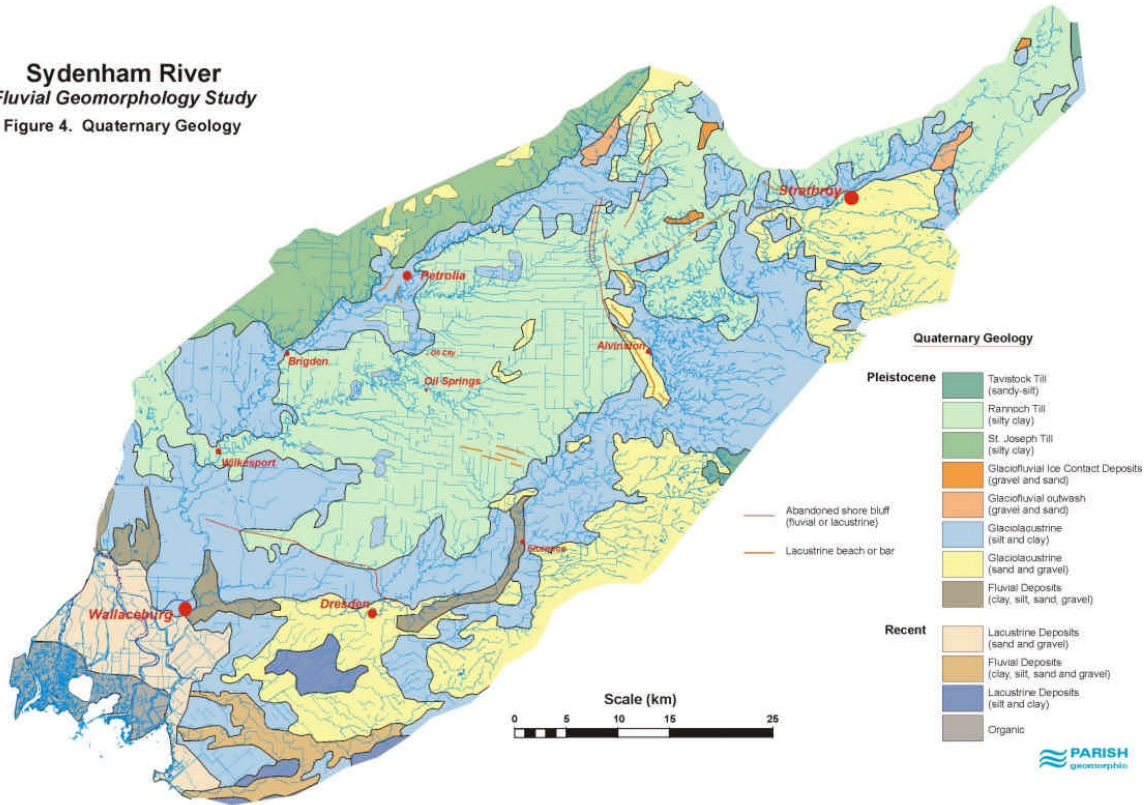 Sydenham River
Fluvial Geomorphology Study
Figure 4. Quaternary Geology
Strathroy
Petrolia
Alvinston
Brigden
Oil City
Oil Springs
Wilkesport
Wallaceburg
Dresden
Abandoned shore bluff
(fluvial or lacustrine)
Lacustrine beach or bar
Quaternary Geology
Pleistocene
Tavistock Till
(sandy-silt)
Rannoch Till
(silty clay)
St. Joseph Till
(silty clay)
Glaciofluvial Ice Contact Deposits
(gravel and sand)
Glaciofluvial outwash
(gravel and sand)
Glaciolacustrine
(silt and clay)
Glaciolacustrine
(sand and gravel)
Fluvial Deposits
(clay, silt, sand, gravel)
Recent
Lacustrine Deposits
(sand and gravel)
Fluvial Deposits
(clay, silt, sand and gravel)
Lacustrine Deposits
(silt and clay)
Organic
Scale (km)
0 5 10 15 25
PARISH
geomorphic